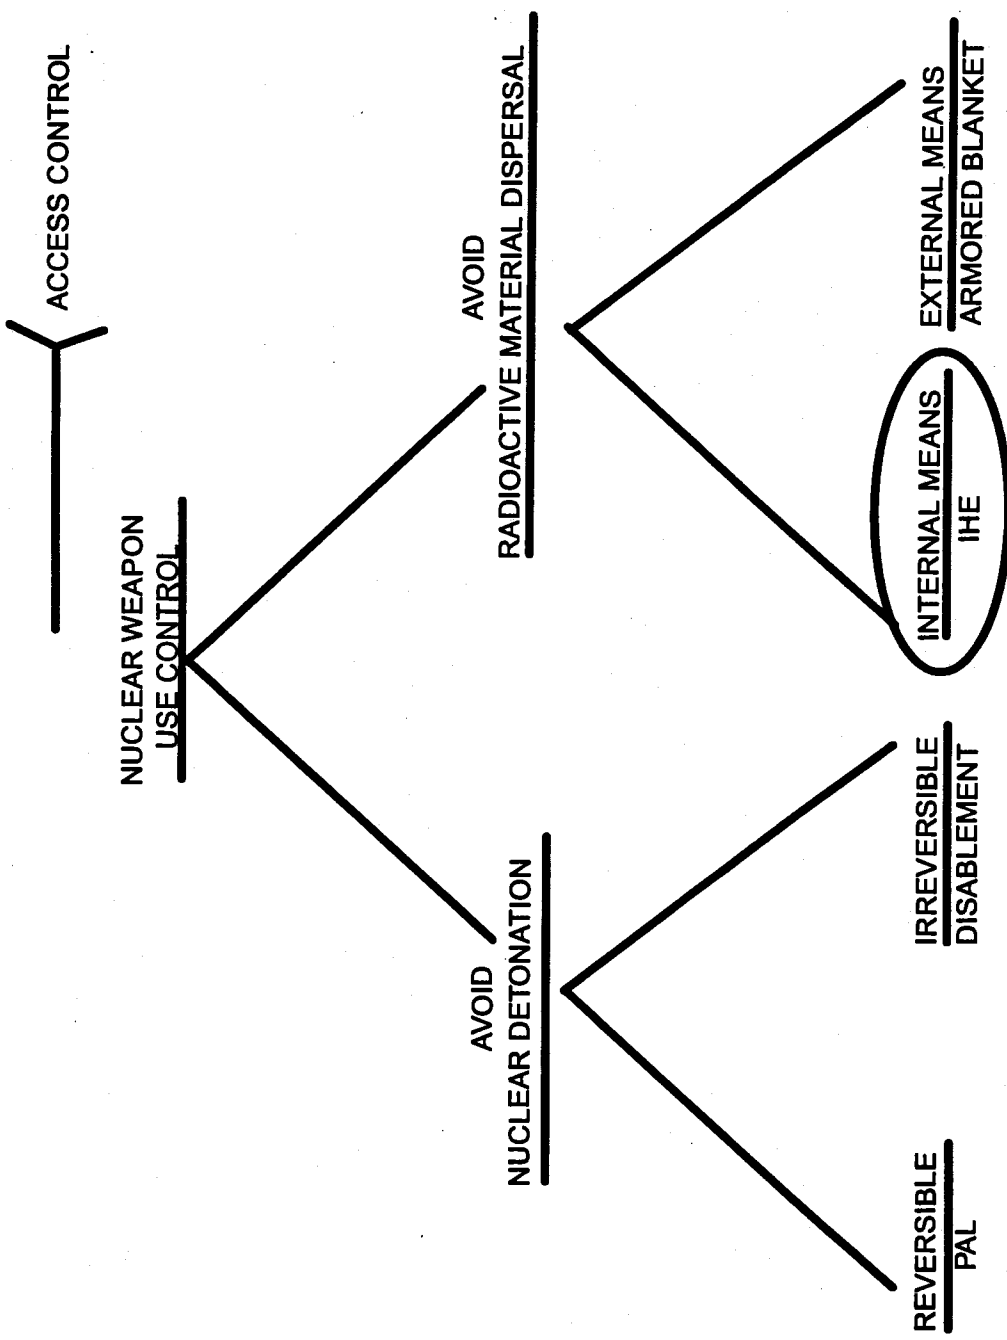 ACCESS CONTROL
NUCLEAR WEAPON
USE CONTROL
AVOID
NUCLEAR DETONATION
AVOID
RADIOACTIVE MATERIAL DISPERSAL
REVERSIBLE
PAL
IRREVERSIBLE
DISABLEMENT
INTERNAL MEANS
IHE
EXTERNAL MEANS
ARMORED BLANKET